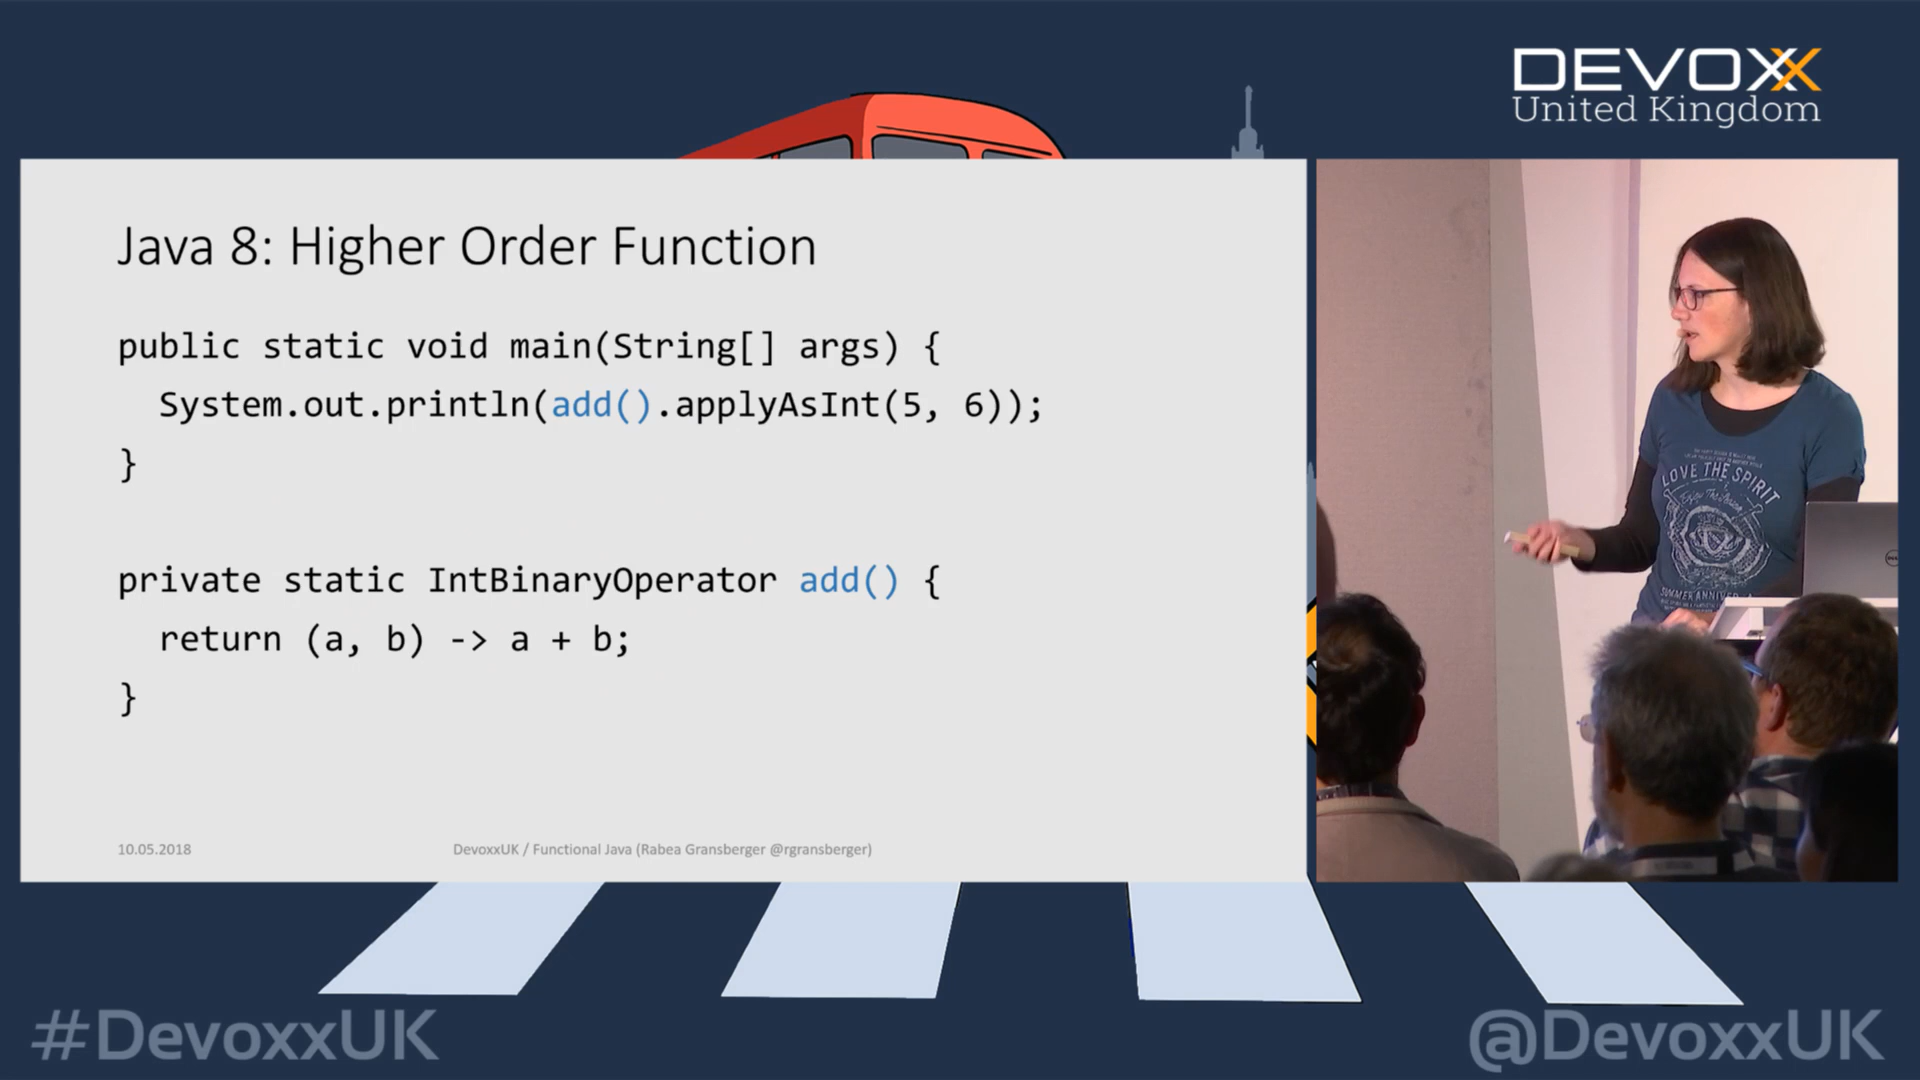 DEVOXX
United Kingdom
Java 8: Higher Order Function
public static void main(String[] args) {
  System.out.println(add().applyAsInt(5, 6));
}
private static IntBinaryOperator add() {
  return (a, b) -> a + b;
}
10.05.2018
DevoxxUK / Functional Java (Rabea Gransberger @rgransberger)
LOVE THE SPIRIT
#DevoxxUK
@DevoxxUK